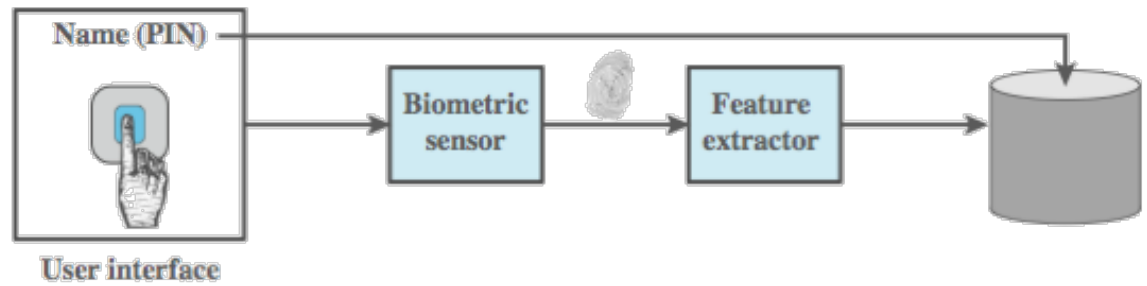 Name (PIN)
Biometric
sensor
Feature
extractor
User interface